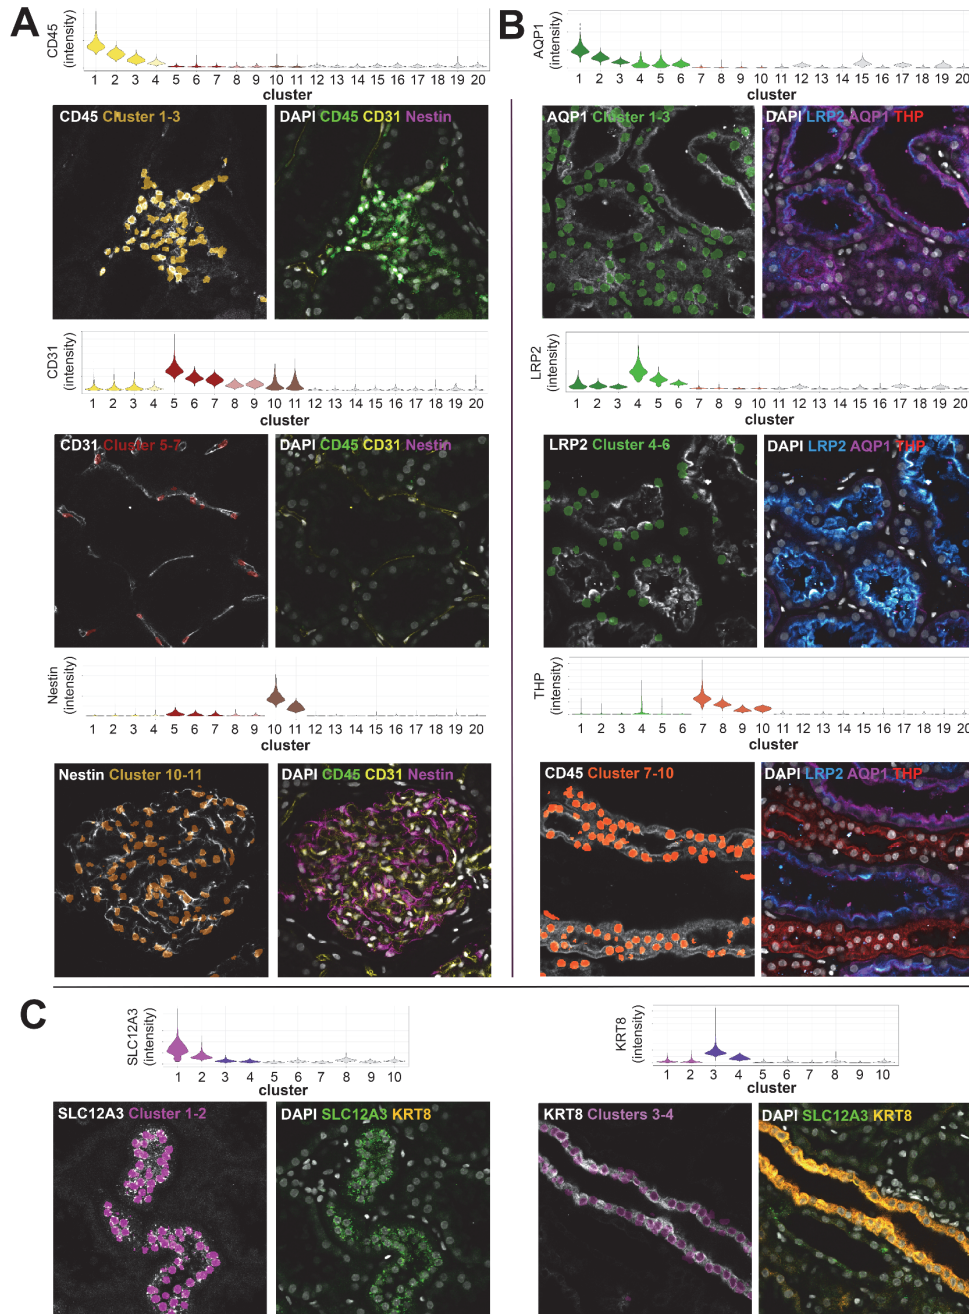 A
CD45
(intensity)
1 2 3 4 5 6 7 8 9 10 11 12 13 14 15 16 17 18 19 20
cluster
CD45 Cluster 1-3
DAPI CD45 CD31 Nestin
CD31
(intensity)
1 2 3 4 5 6 7 8 9 10 11 12 13 14 15 16 17 18 19 20
cluster
CD31 Cluster 5-7
DAPI CD45 CD31 Nestin
Nestin
(intensity)
1 2 3 4 5 6 7 8 9 10 11 12 13 14 15 16 17 18 19 20
cluster
Nestin Cluster 10-11
DAPI CD45 CD31 Nestin
B
AQP1
(intensity)
1 2 3 4 5 6 7 8 9 10 11 12 13 14 15 16 17 18 19 20
cluster
AQP1 Cluster 1-3
DAPI LRP2 AQP1 THP
LRP2
(intensity)
1 2 3 4 5 6 7 8 9 10 11 12 13 14 15 16 17 18 19 20
cluster
LRP2 Cluster 4-6
DAPI LRP2 AQP1 THP
THP
(intensity)
1 2 3 4 5 6 7 8 9 10 11 12 13 14 15 16 17 18 19 20
cluster
CD45 Cluster 7-10
DAPI LRP2 AQP1 THP
C
SLC12A3
(intensity)
1 2 3 4 5 6 7 8 9 10
cluster
SLC12A3 Cluster 1-2
DAPI SLC12A3 KRT8
KRT8
(intensity)
1 2 3 4 5 6 7 8 9 10
cluster
KRT8 Clusters 3-4
DAPI SLC12A3 KRT8